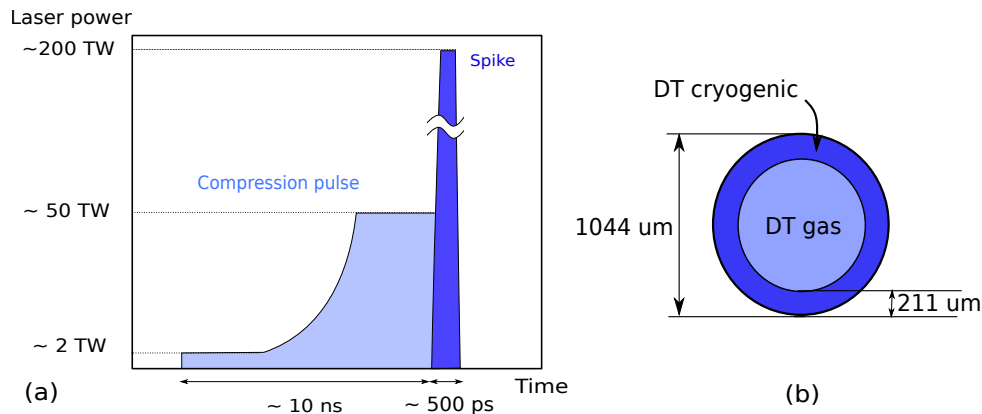 Laser power
~200 TW
Spike
Compression pulse
~ 50 TW
~ 2 TW
Time
(a)
~ 10 ns
~ 500 ps
DT cryogenic
1044 um
DT gas
211 um
(b)